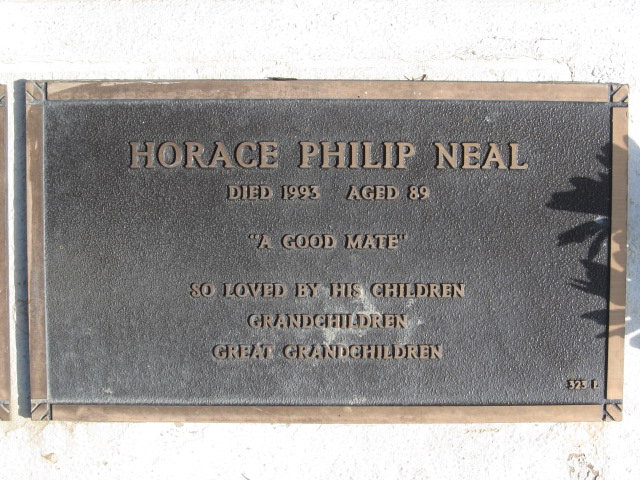 HORACE PHILIP NEAL
DIED 1993 AGED 89
"A GOOD MATE"
SO LOVED BY HIS CHILDREN
GRANDCHILDREN
GREAT GRANDCHILDREN
323 L